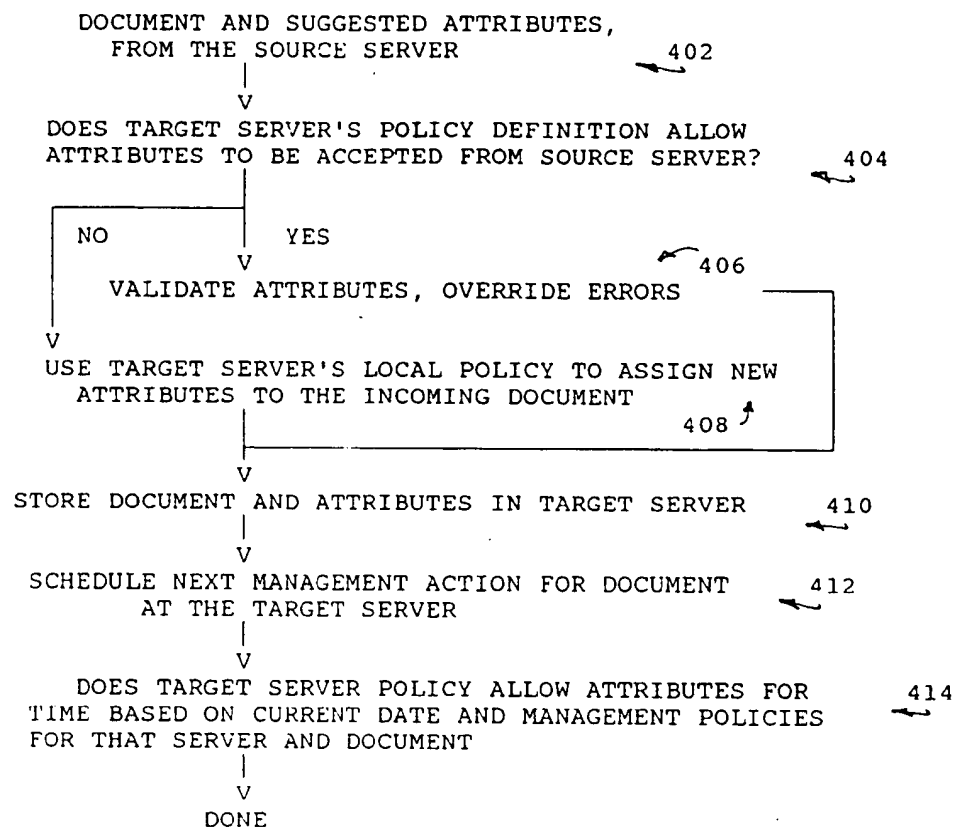 DOCUMENT AND SUGGESTED ATTRIBUTES,
FROM THE SOURCE SERVER
402
V
DOES TARGET SERVER'S POLICY DEFINITION ALLOW
ATTRIBUTES TO BE ACCEPTED FROM SOURCE SERVER?
404
NO YES
V
406
VALIDATE ATTRIBUTES, OVERRIDE ERRORS
V
USE TARGET SERVER'S LOCAL POLICY TO ASSIGN NEW
ATTRIBUTES TO THE INCOMING DOCUMENT
408
V
STORE DOCUMENT AND ATTRIBUTES IN TARGET SERVER 410
V
SCHEDULE NEXT MANAGEMENT ACTION FOR DOCUMENT 412
AT THE TARGET SERVER
V
DOES TARGET SERVER POLICY ALLOW ATTRIBUTES FOR 414
TIME BASED ON CURRENT DATE AND MANAGEMENT POLICIES
FOR THAT SERVER AND DOCUMENT
V
DONE